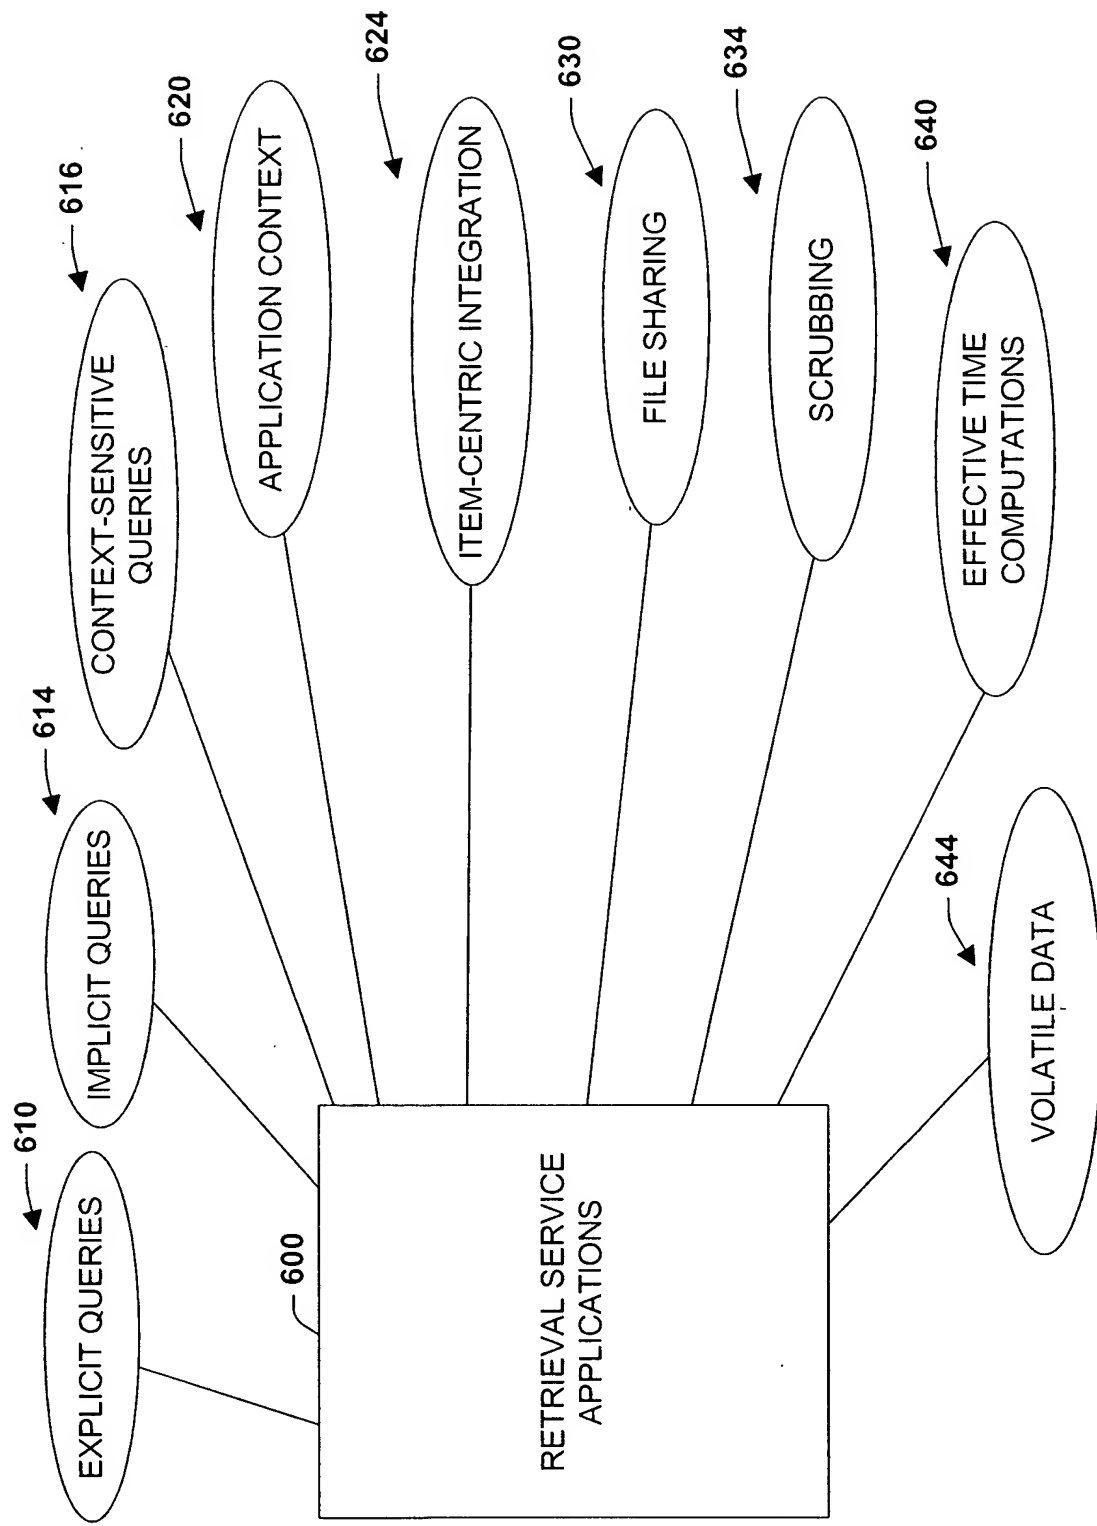 610
EXPLICIT QUERIES
614
IMPLICIT QUERIES
616
CONTEXT-SENSITIVE
QUERIES
620
APPLICATION CONTEXT
624
ITEM-CENTRIC INTEGRATION
630
FILE SHARING
634
SCRUBBING
640
EFFECTIVE TIME
COMPUTATIONS
644
VOLATILE DATA
600
RETRIEVAL SERVICE
APPLICATIONS